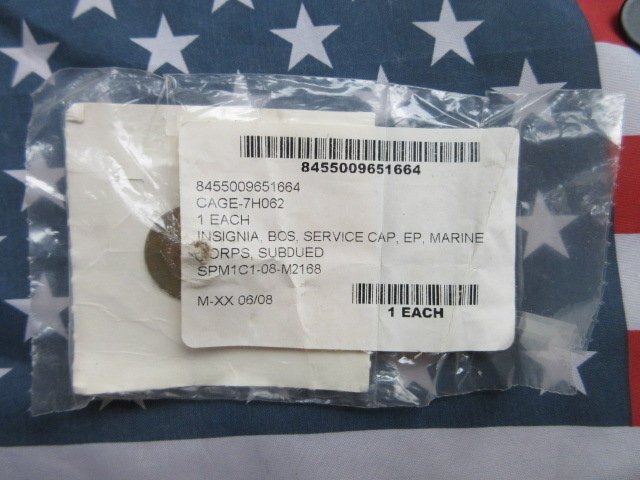 8455009651664
8455009651664
CAGE-7H062
1 EACH
INSIGNIA, BOS, SERVICE CAP, EP, MARINE
CORPS, SUBDUED
SPM1C1-08-M2168
M-XX 06/08
1 EACH